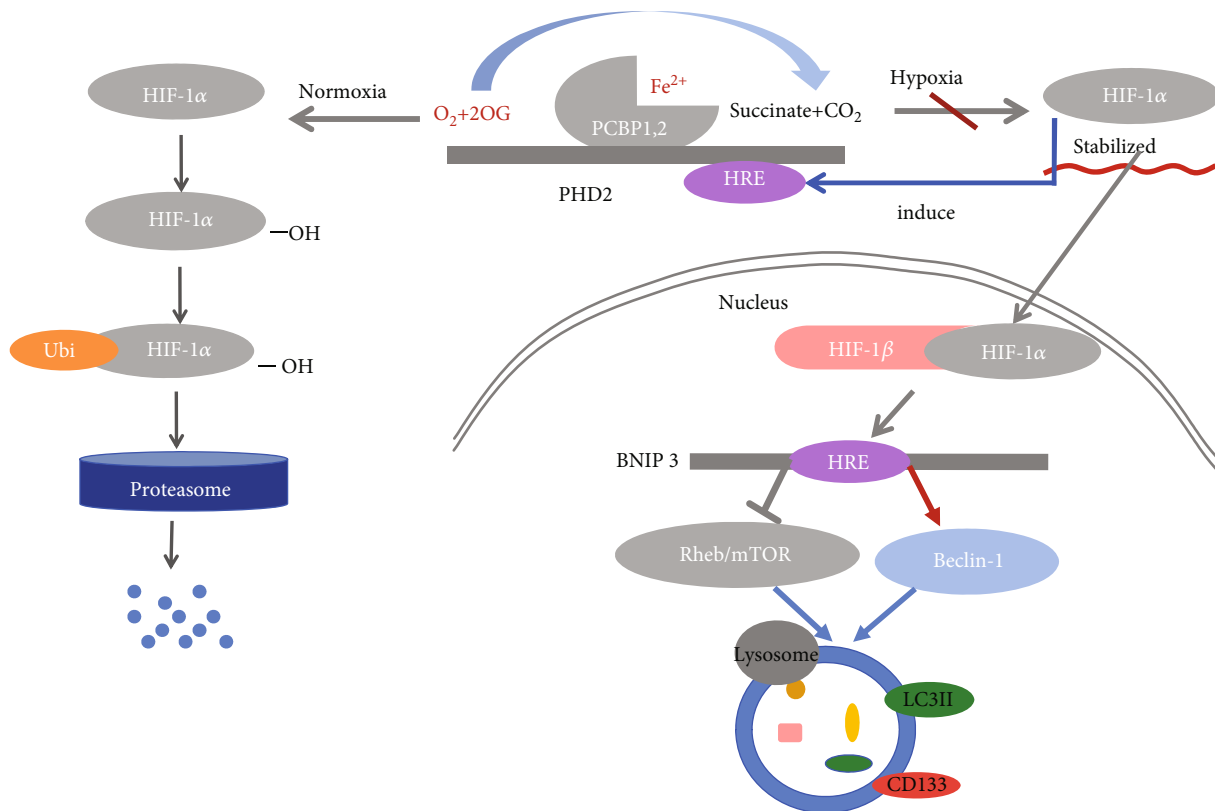 HIF-1α
Normoxia
O₂+2OG
Fe²⁺
PCBP1,2
Succinate+CO₂
Hypoxia
HIF-1α
Stabilized
HRE
PHD2
induce
HIF-1α
—OH
Ubi
HIF-1α
— OH
Proteasome
Nucleus
HIF-1β
HIF-1α
BNIP 3
HRE
Rheb/mTOR
Beclin-1
Lysosome
LC3II
CD133